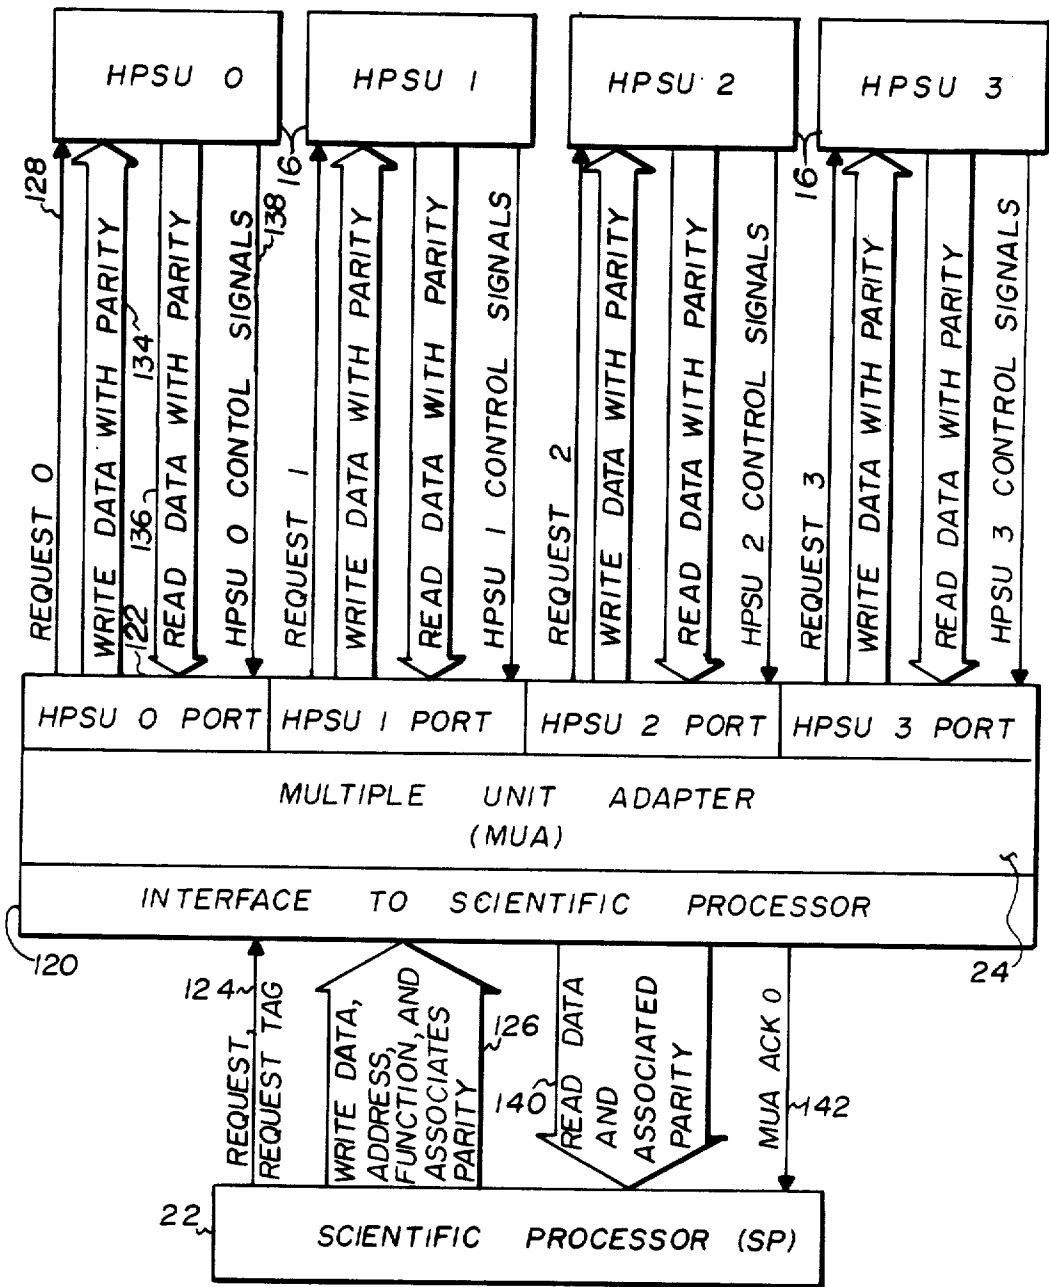 HPSU 0
HPSU 1
HPSU 2
HPSU 3
16
16
128
REQUEST 0
WRITE DATA WITH PARITY
134
136
READ DATA WITH PARITY
HPSU 0 CONTOL SIGNALS
138
122
REQUEST 1
WRITE DATA WITH PARITY
READ DATA WITH PARITY
HPSU 1 CONTROL SIGNALS
REQUEST 2
WRITE DATA WITH PARITY
READ DATA WITH PARITY
HPSU 2 CONTROL SIGNALS
REQUEST 3
WRITE DATA WITH PARITY
READ DATA WITH PARITY
HPSU 3 CONTROL SIGNALS
HPSU 0 PORT
HPSU 1 PORT
HPSU 2 PORT
HPSU 3 PORT
MULTIPLE UNIT ADAPTER
(MUA)
INTERFACE TO SCIENTIFIC PROCESSOR
120
24
124
REQUEST,
REQUEST TAG
WRITE DATA,
ADDRESS,
FUNCTION, AND
ASSOCIATES
PARITY
126
140
READ DATA
AND
ASSOCIATED
PARITY
MUA ACK 0
142
22
SCIENTIFIC PROCESSOR (SP)